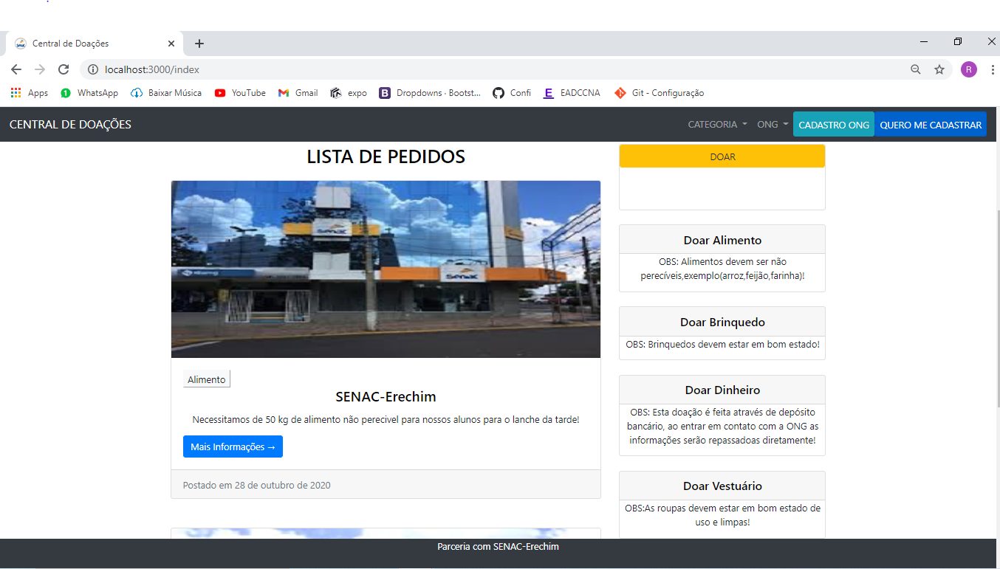 Central de Doações
localhost:3000/index
R
Apps
WhatsApp
Baixar Música
YouTube
Gmail
expo
Dropdowns · Bootst...
Confi
EADCCNA
Git - Configuração
CENTRAL DE DOAÇÕES
CATEGORIA
ONG
CADASTRO ONG
QUERO ME CADASTRAR
LISTA DE PEDIDOS
senac
senac
Alimento
SENAC-Erechim
Necessitamos de 50 kg de alimento não perecivel para nossos alunos para o lanche da tarde!
Mais Informações →
Postado em 28 de outubro de 2020
DOAR
Doar Alimento
OBS: Alimentos devem ser não
perecíveis,exemplo(arroz,feijão,farinha)!
Doar Brinquedo
OBS: Brinquedos devem estar em bom estado!
Doar Dinheiro
OBS: Esta doação é feita através de depósito
bancário, ao entrar em contato com a ONG as
informações serão repassadoas diretamente!
Doar Vestuário
OBS:As roupas devem estar em bom estado de
uso e limpas!
Parceria com SENAC-Erechim